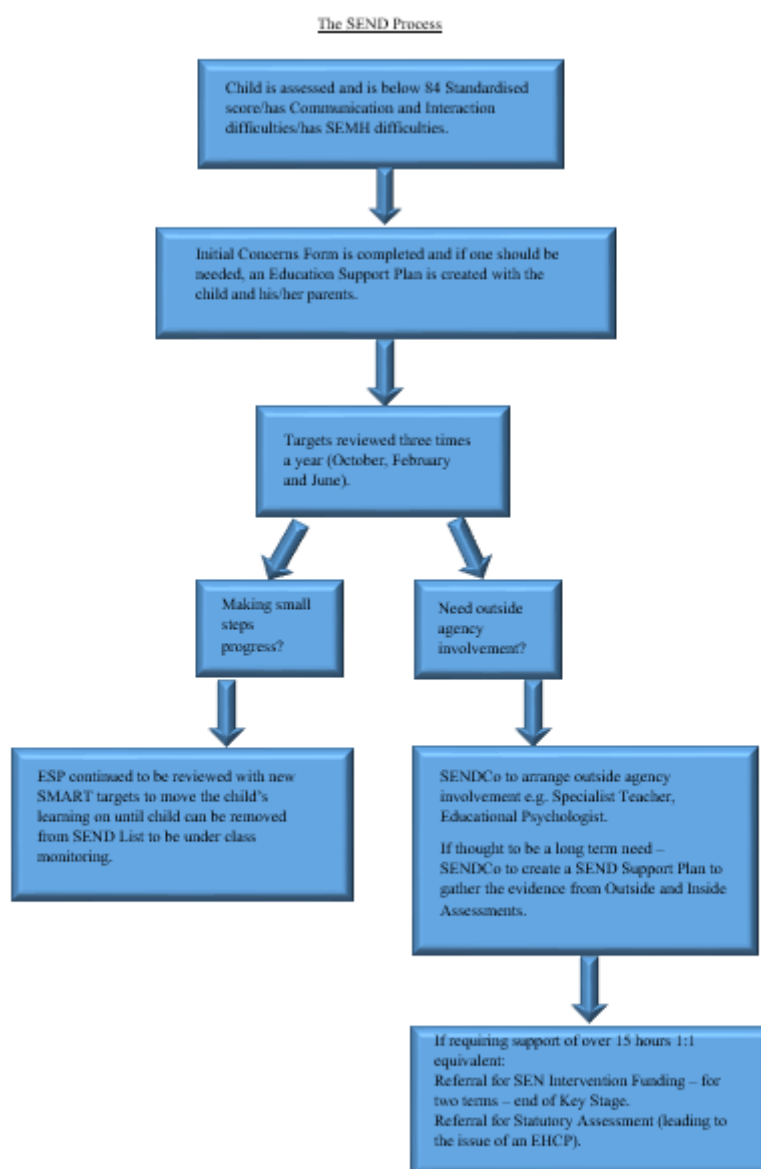 The SEND Process
Child is assessed and is below 84 Standardised
score/has Communication and Interaction
difficulties/has SEMH difficulties.
Initial Concerns Form is completed and if one should be
needed, an Education Support Plan is created with the
child and his/her parents.
Targets reviewed three times
a year (October, February
and June).
Making small
steps
progress?
Need outside
agency
involvement?
ESP continued to be reviewed with new
SMART targets to move the child's
learning on until child can be removed
from SEND List to be under class
monitoring.
SENDCo to arrange outside agency
involvement e.g. Specialist Teacher,
Educational Psychologist.
If thought to be a long term need –
SENDCo to create a SEND Support Plan to
gather the evidence from Outside and Inside
Assessments.
If requiring support of over 15 hours 1:1
equivalent:
Referral for SEN Intervention Funding – for
two terms – end of Key Stage.
Referral for Statutory Assessment (leading to
the issue of an EHCP).